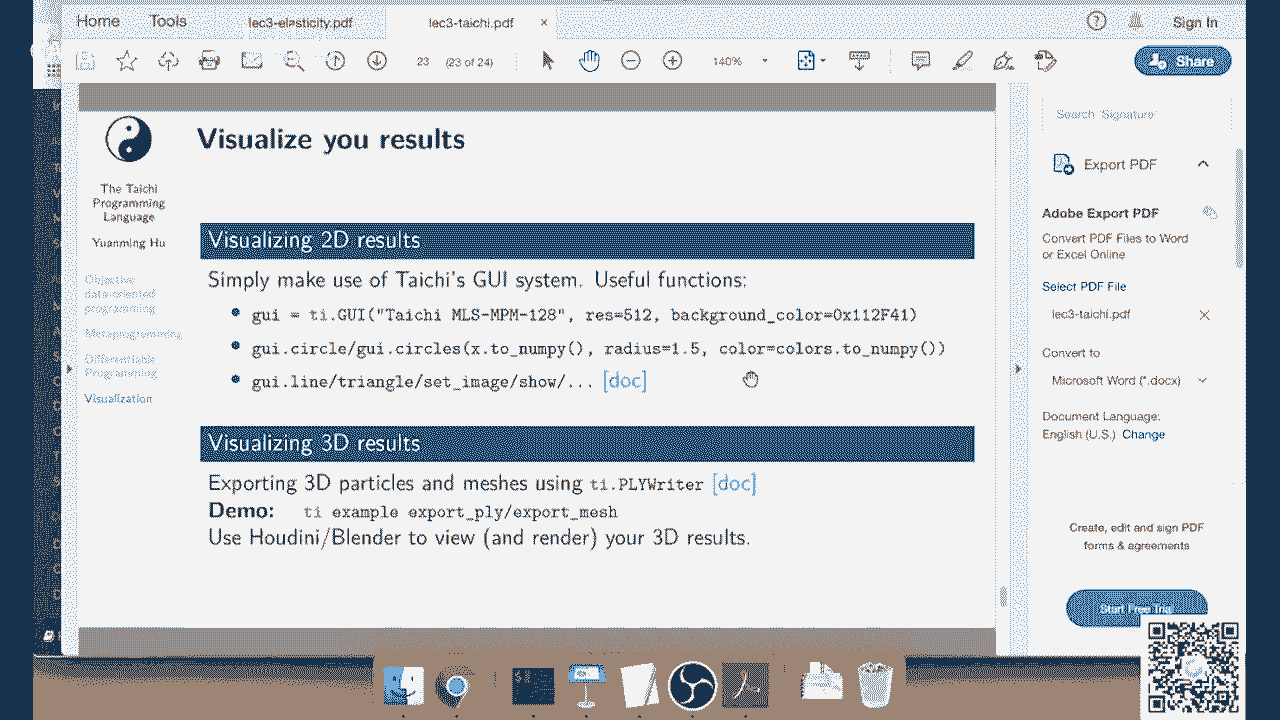 Home Tools lec3-elasticity.pdf lec3-taichi.pdf × Sign In
23 (23 of 24) 140% Share
Visualize you results
The Taichi
Programming
Language
Yuanming Hu
Objective
data-oriented
programming
Metaprogramming
Differentiable
Programming
Visualization
Visualizing 2D results
Simply make use of Taichi's GUI system. Useful functions:
• gui = ti.GUI("Taichi MLS-MPM-128", res=512, background_color=0x112F41)
• gui.circle/gui.circles(x.to_numpy(), radius=1.5, color=colors.to_numpy())
• gui.line/triangle/set_image/show/... [doc]
Visualizing 3D results
Exporting 3D particles and meshes using ti.PLYWriter [doc]
Demo: ti example export_ply/export_mesh
Use Houdini/Blender to view (and render) your 3D results.
Search 'Signature'
Export PDF
Adobe Export PDF
Convert PDF Files to Word
or Excel Online
Select PDF File
lec3-taichi.pdf ×
Convert to
Microsoft Word (*.docx)
Document Language:
English (U.S.) Change
Create, edit and sign PDF
forms & agreements
Start Free Trial